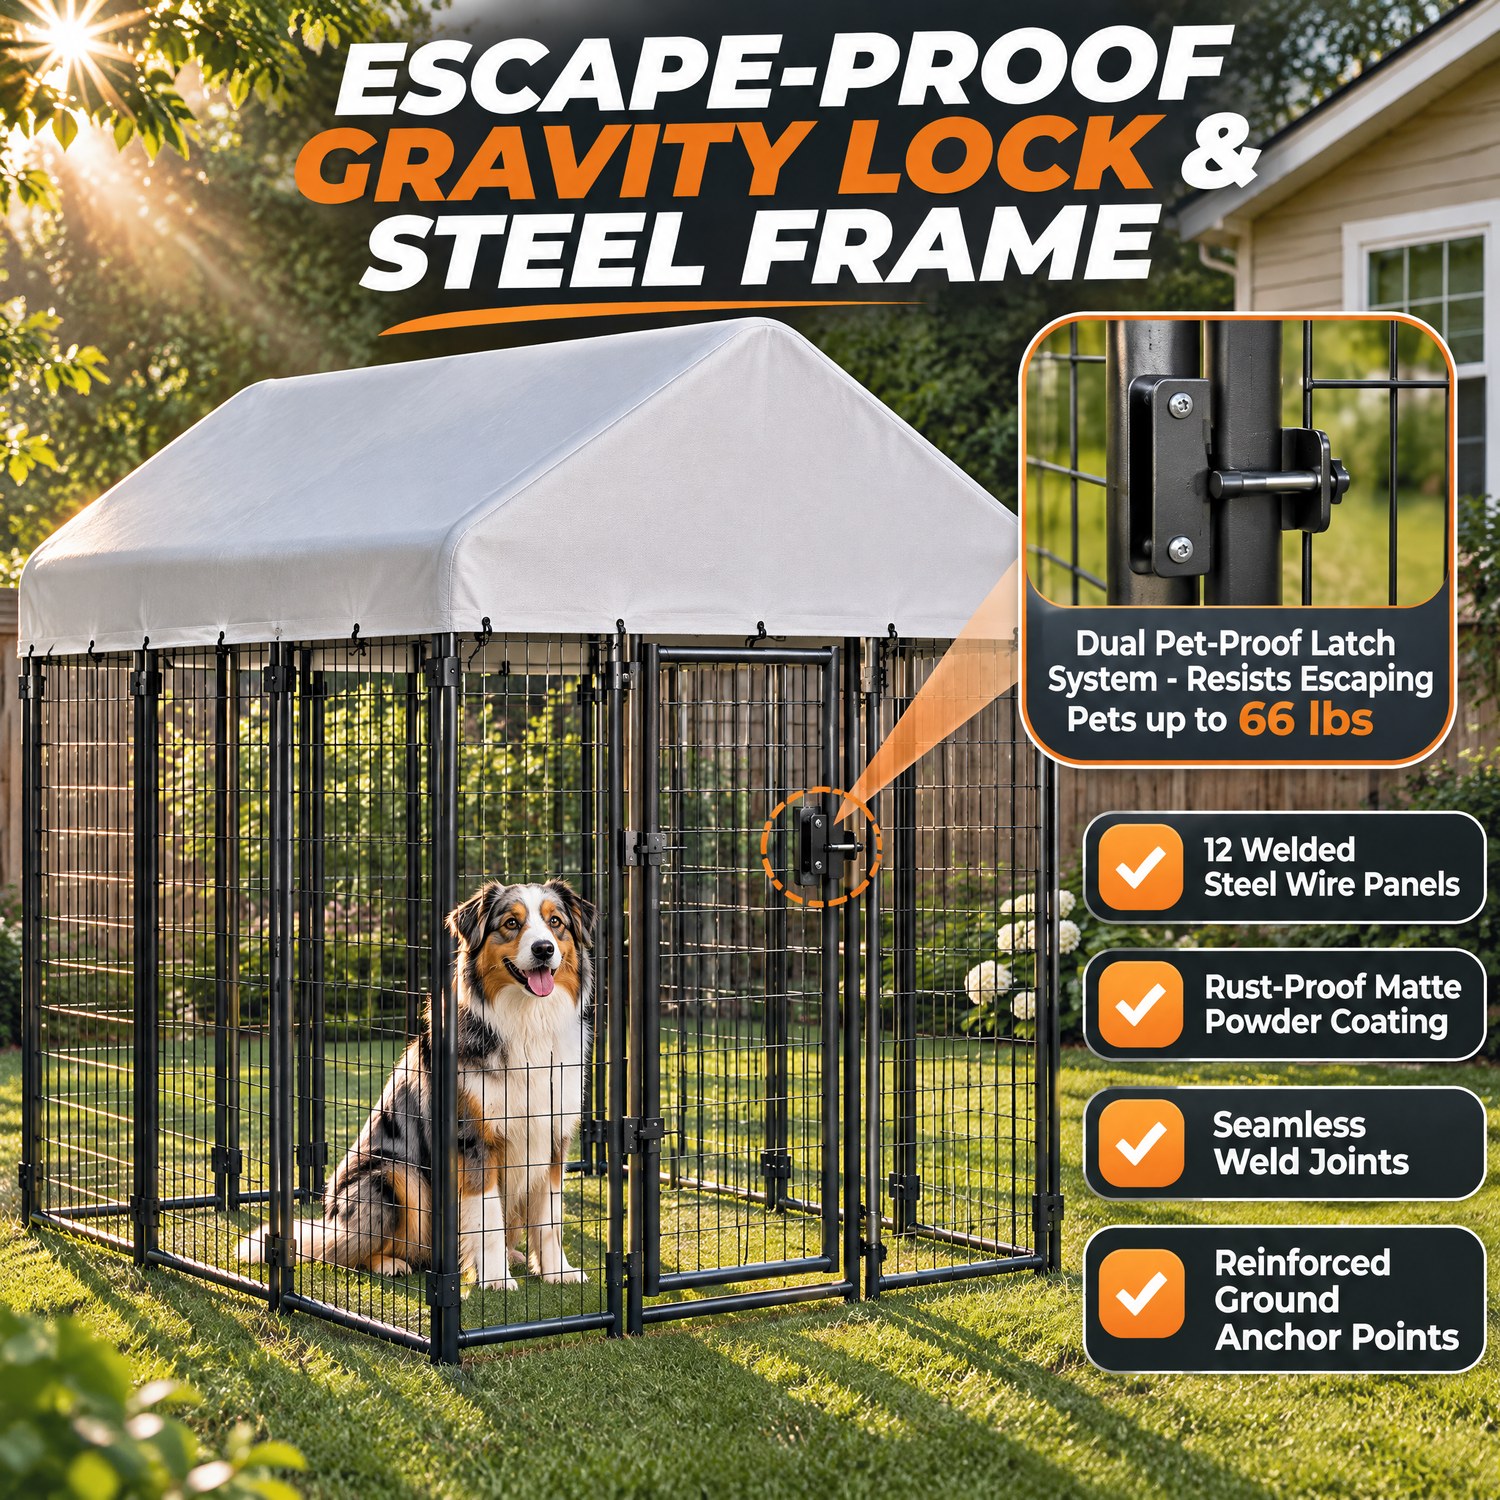 ESCAPE-PROOF
GRAVITY LOCK &
STEEL FRAME
Dual Pet-Proof Latch
System - Resists Escaping
Pets up to 66 lbs
12 Welded
Steel Wire Panels
Rust-Proof Matte
Powder Coating
Seamless
Weld Joints
Reinforced
Ground
Anchor Points